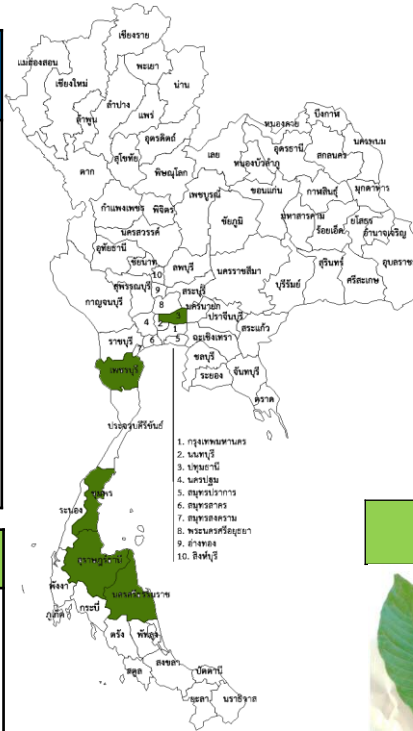 เชียงราย
แม่ฮ่องสอน
พะเยา
เชียงใหม่
น่าน
ลำปาง
ลำพูน
แพร่
อุตรดิตถ์
สุโขทัย
ตาก
พิษณุโลก
เลย
หนองคาย
บึงกาฬ
อุดรธานี
หนองบัวลำภู
สกลนคร
นครพนม
เพชรบูรณ์
ขอนแก่น
กาฬสินธุ์
มุกดาหาร
กำแพงเพชร
พิจิตร
ชัยภูมิ
มหาสารคาม
ร้อยเอ็ด
ยโสธร
อำนาจเจริญ
นครสวรรค์
อุทัยธานี
ชัยนาท
10
ลพบุรี
นครราชสีมา
บุรีรัมย์
สุรินทร์
ศรีสะเกษ
อุบลราช
สุพรรณบุรี
9
สระบุรี
กาญจนบุรี
8
นครนายก
ปราจีนบุรี
สระแก้ว
4
2
3
1
ฉะเชิงเทรา
ราชบุรี
6
5
7
ชลบุรี
เพชรบุรี
ระยอง
จันทบุรี
ตราด
ประจวบคีรีขันธ์
1. กรุงเทพมหานคร
2. นนทบุรี
3. ปทุมธานี
4. นครปฐม
5. สมุทรปราการ
6. สมุทรสาคร
7. สมุทรสงคราม
8. พระนครศรีอยุธยา
9. อ่างทอง
10. สิงห์บุรี
ชุมพร
ระนอง
สุราษฎร์ธานี
พังงา
นครศรีธรรมราช
ภูเก็ต
กระบี่
ตรัง
พัทลุง
สตูล
สงขลา
ปัตตานี
ยะลา
นราธิวาส